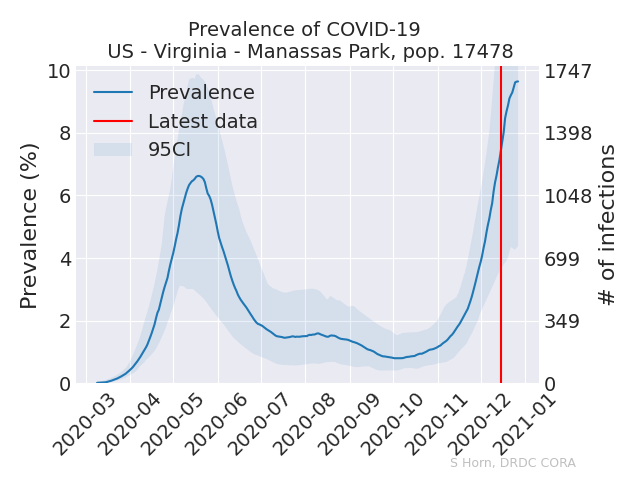 Prevalence of COVID-19
US - Virginia - Manassas Park, pop. 17478
Prevalence
Latest data
95CI
Prevalence (%)
10
8
6
4
2
0
1747
1398
1048
699
349
0
# of infections
2020-03
2020-04
2020-05
2020-06
2020-07
2020-08
2020-09
2020-10
2020-11
2020-12
2021-01
S Horn, DRDC CORA